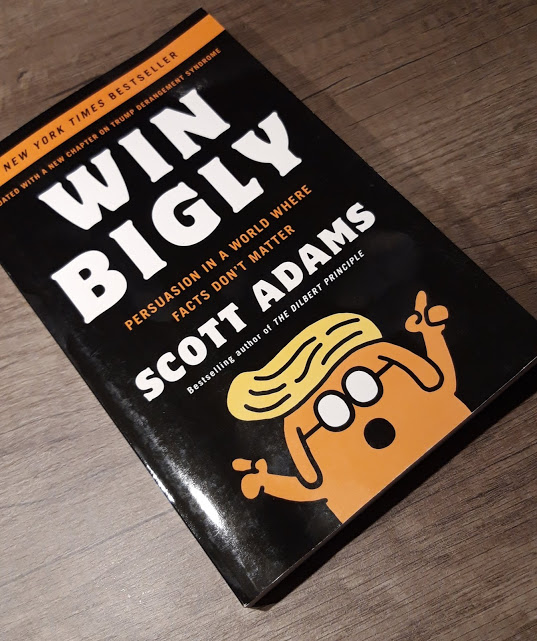 NEW YORK TIMES BESTSELLER
WITH A NEW CHAPTER ON TRUMP DERANGEMENT SYNDROME
WIN
BIGLY
PERSUASION IN A WORLD WHERE
FACTS DON'T MATTER
SCOTT ADAMS
Bestselling author of THE DILBERT PRINCIPLE